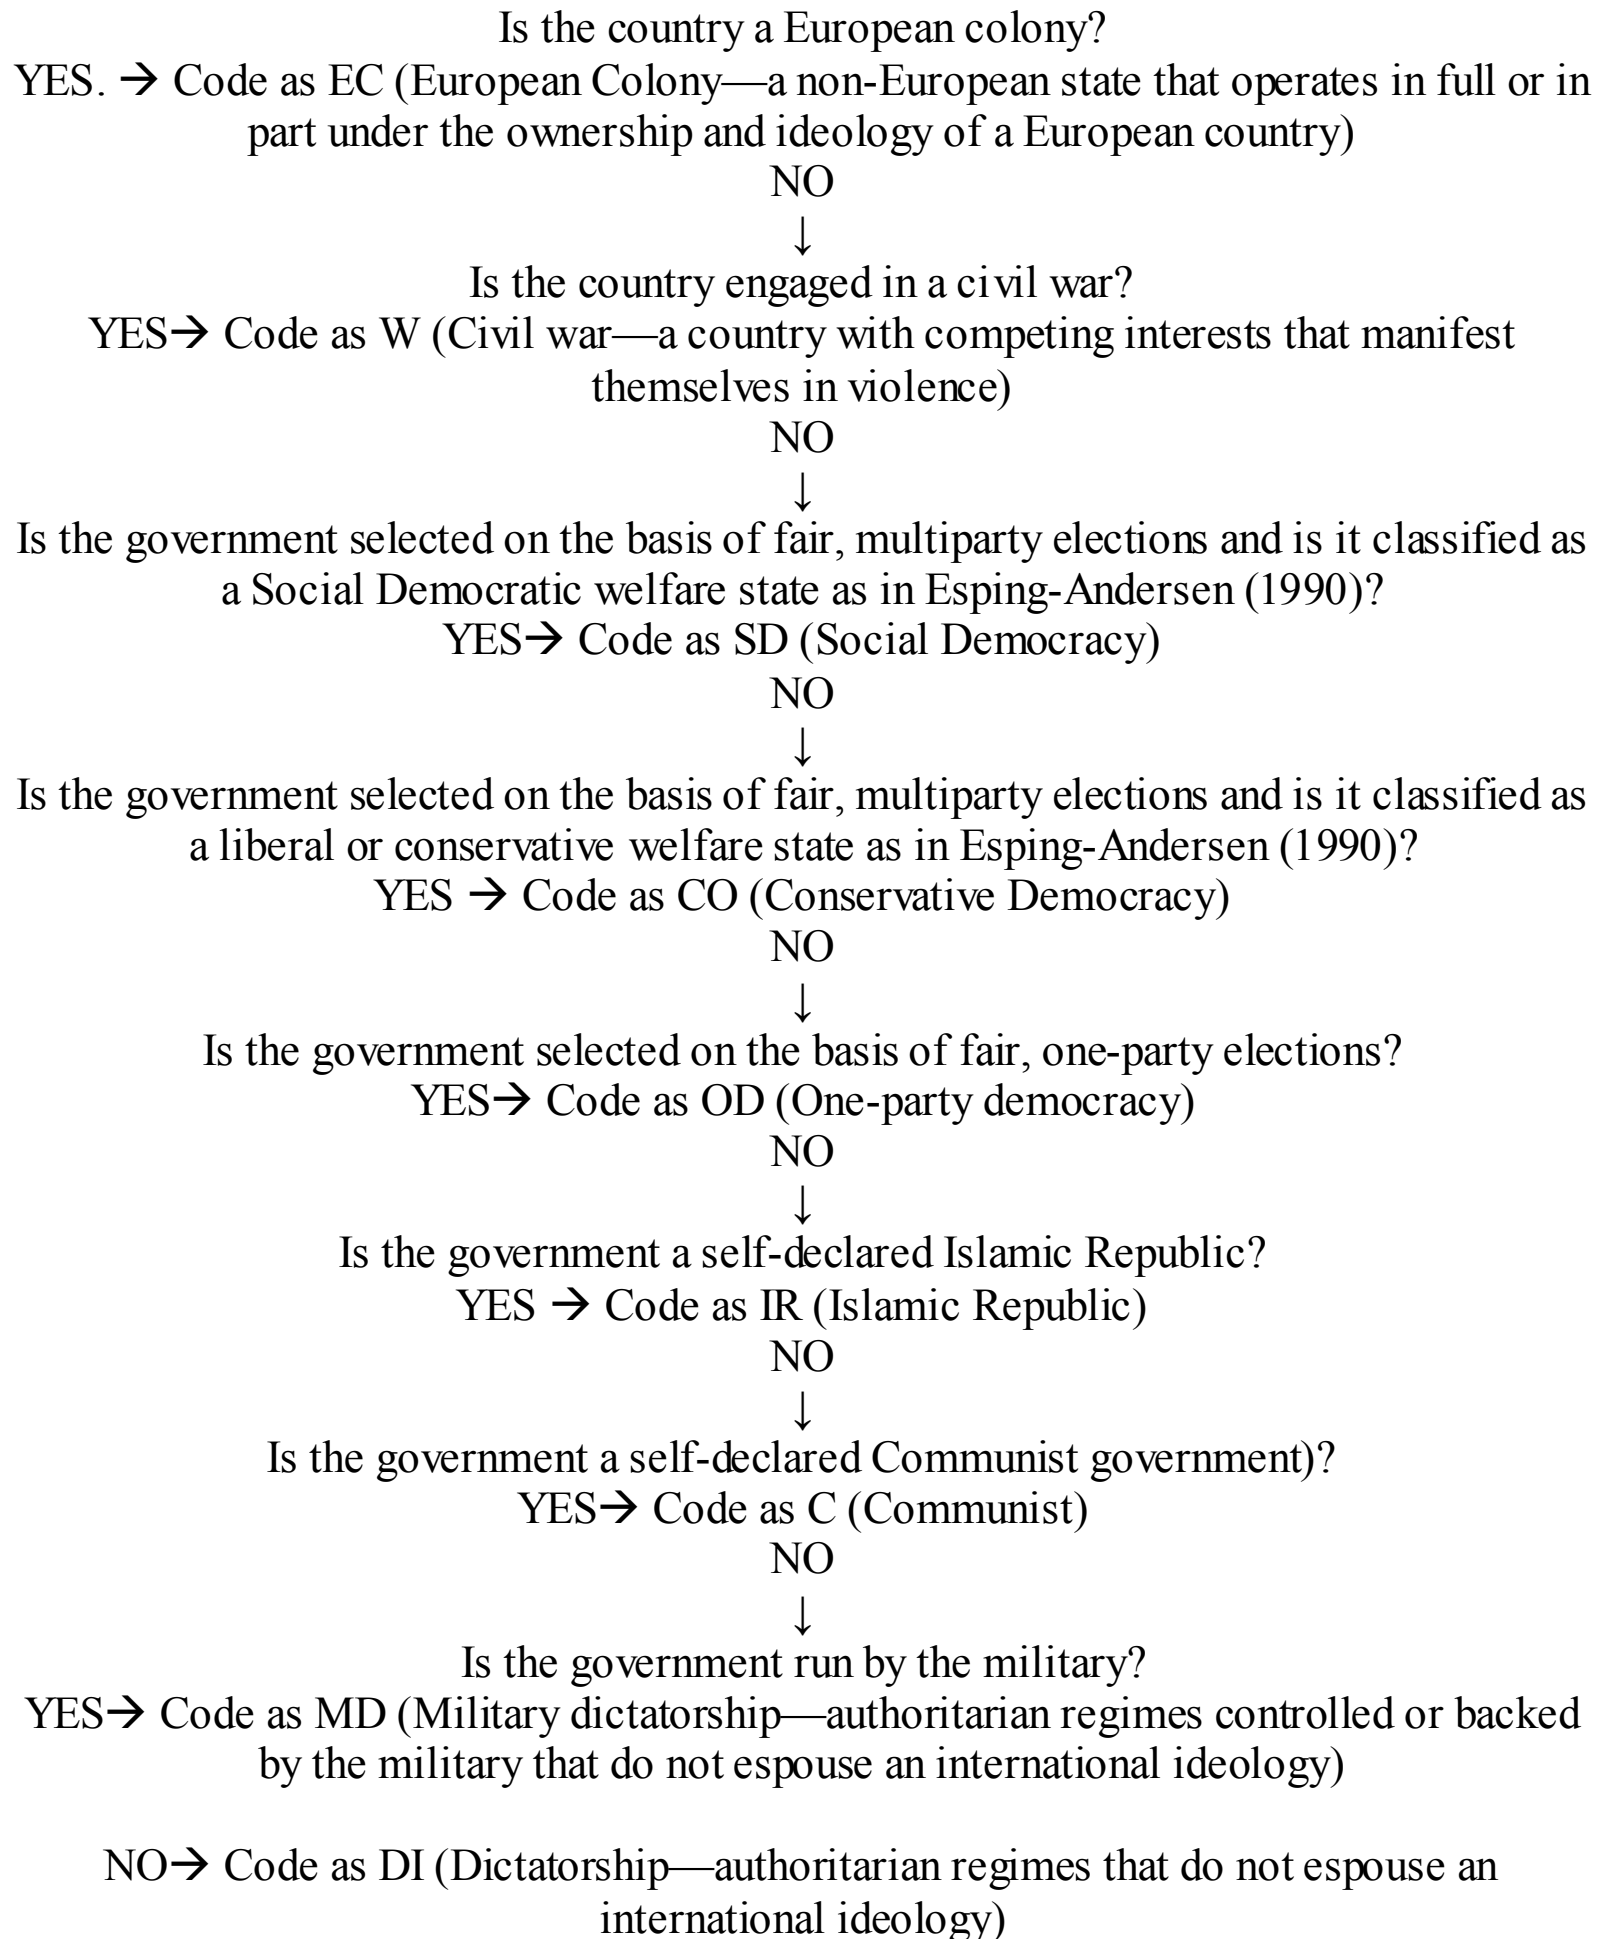 Is the country a European colony?
YES. → Code as EC (European Colony—a non-European state that operates in full or in
part under the ownership and ideology of a European country)
NO
↓
Is the country engaged in a civil war?
YES→ Code as W (Civil war—a country with competing interests that manifest
themselves in violence)
NO
↓
Is the government selected on the basis of fair, multiparty elections and is it classified as
a Social Democratic welfare state as in Esping-Andersen (1990)?
YES→ Code as SD (Social Democracy)
NO
↓
Is the government selected on the basis of fair, multiparty elections and is it classified as
a liberal or conservative welfare state as in Esping-Andersen (1990)?
YES → Code as CO (Conservative Democracy)
NO
↓
Is the government selected on the basis of fair, one-party elections?
YES→ Code as OD (One-party democracy)
NO
↓
Is the government a self-declared Islamic Republic?
YES → Code as IR (Islamic Republic)
NO
↓
Is the government a self-declared Communist government)?
YES→ Code as C (Communist)
NO
↓
Is the government run by the military?
YES→ Code as MD (Military dictatorship—authoritarian regimes controlled or backed
by the military that do not espouse an international ideology)
NO→ Code as DI (Dictatorship—authoritarian regimes that do not espouse an
international ideology)